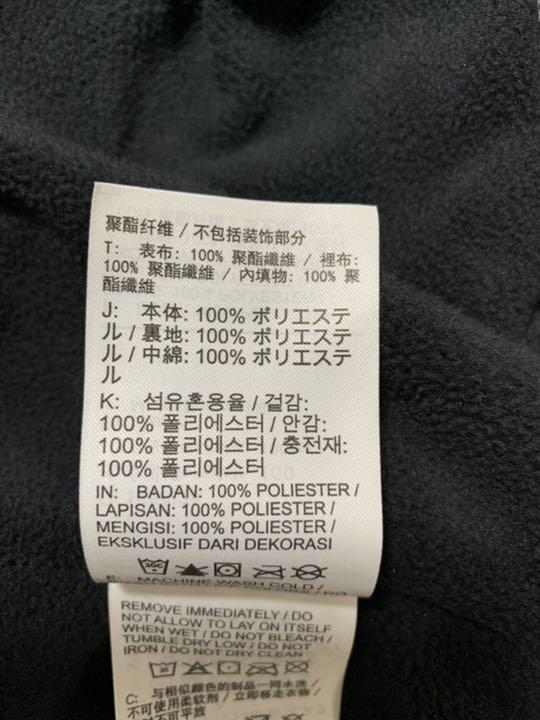 聚酯纤维 / 不包括装饰部分
T: 表布: 100% 聚酯纖維 / 裡布:
100% 聚酯纖維 / 內填物: 100% 聚
酯纖維
J: 本体: 100% ポリエステ
ル / 裏地: 100% ポリエステ
ル / 中綿: 100% ポリエステ
ル
K: 섬유혼용율 / 겉감:
100% 폴리에스터 / 안감:
100% 폴리에스터 / 충전재:
100% 폴리에스터
IN: BADAN: 100% POLIESTER /
LAPISAN: 100% POLIESTER /
MENGISI: 100% POLIESTER /
EKSKLUSIF DARI DEKORASI
30C
E: MACHINE WASH COLD /
REMOVE IMMEDIATELY / DO
NOT ALLOW TO LAY ON ITSELF
WHEN WET / DO NOT BLEACH /
TUMBLE DRY LOW / DO NOT
IRON / DO NOT DRY CLEAN
C: 与相似颜色的制品一同水洗 /
不可使用柔软剂 / 立即移走衣物 /
不可平放